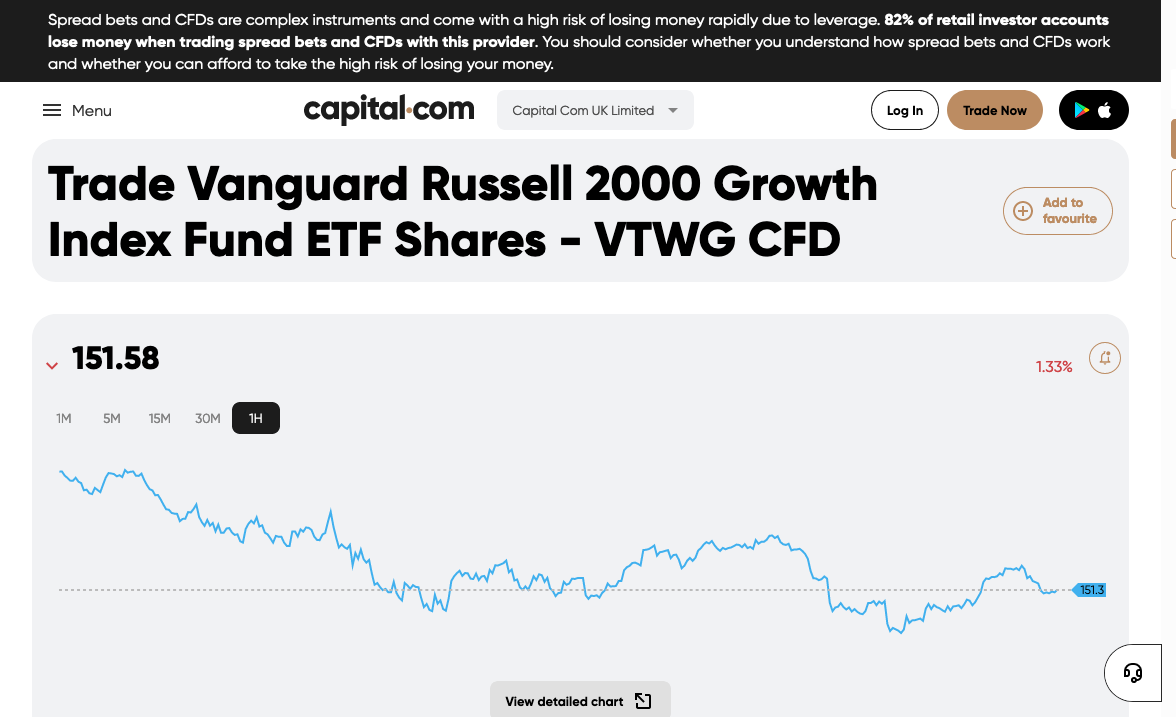 Spread bets and CFDs are complex instruments and come with a high risk of losing money rapidly due to leverage. 82% of retail investor accounts
lose money when trading spread bets and CFDs with this provider. You should consider whether you understand how spread bets and CFDs work
and whether you can afford to take the high risk of losing your money.
Menu
capital.com
Capital Com UK Limited
Log In
Trade Now
Trade Vanguard Russell 2000 Growth
Index Fund ETF Shares - VTWG CFD
Add to
favourite
151.58
1.33%
1M 5M 15M 30M 1H
151.3
View detailed chart